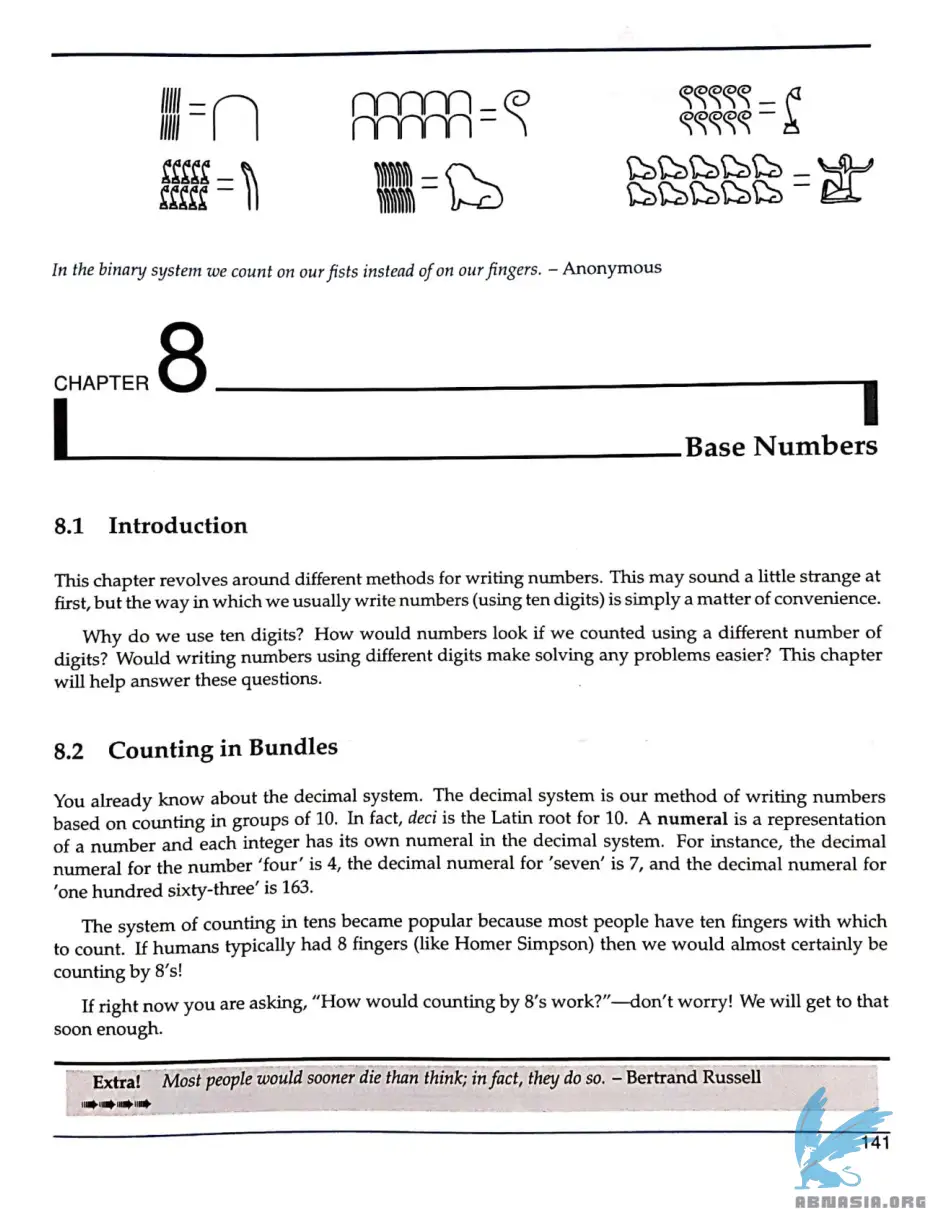 In the binary system we count on our fists instead of on our fingers. – Anonymous
CHAPTER 8
Base Numbers
8.1 Introduction
This chapter revolves around different methods for writing numbers. This may sound a little strange at
first, but the way in which we usually write numbers (using ten digits) is simply a matter of convenience.
Why do we use ten digits? How would numbers look if we counted using a different number of
digits? Would writing numbers using different digits make solving any problems easier? This chapter
will help answer these questions.
8.2 Counting in Bundles
You already know about the decimal system. The decimal system is our method of writing numbers
based on counting in groups of 10. In fact, deci is the Latin root for 10. A numeral is a representation
of a number and each integer has its own numeral in the decimal system. For instance, the decimal
numeral for the number 'four' is 4, the decimal numeral for 'seven' is 7, and the decimal numeral for
'one hundred sixty-three' is 163.
The system of counting in tens became popular because most people have ten fingers with which
to count. If humans typically had 8 fingers (like Homer Simpson) then we would almost certainly be
counting by 8's!
If right now you are asking, "How would counting by 8's work?"—don't worry! We will get to that
soon enough.
Extra! Most people would sooner die than think; in fact, they do so. – Bertrand Russell
141
ABNASIA.ORG